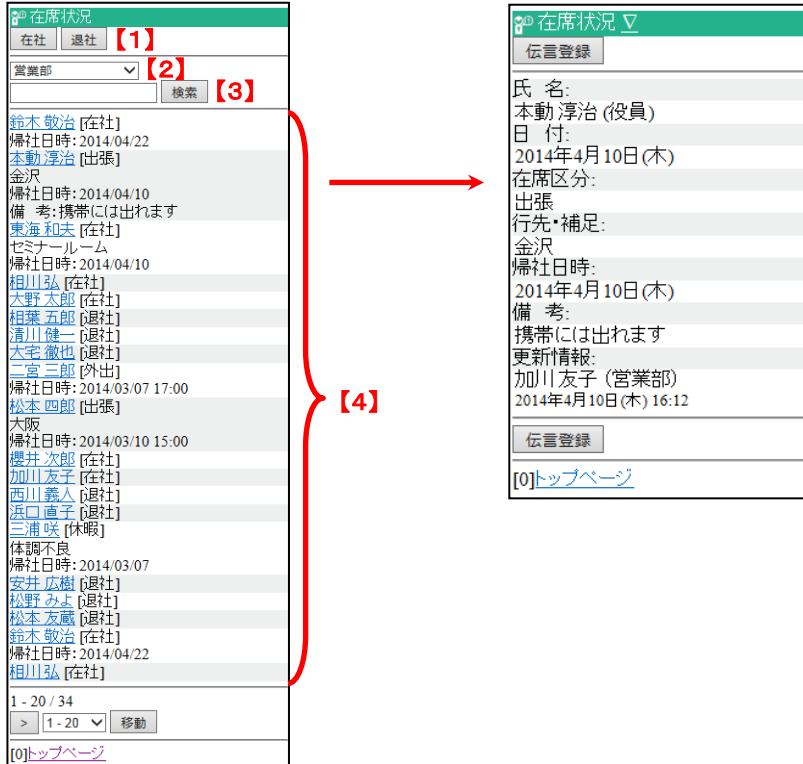 在席状況
在社 退社 【1】
営業部 【2】
検索 【3】
鈴木 敬治 [在社]
帰社日時: 2014/04/22
本動 淳治 [出張]
金沢
帰社日時: 2014/04/10
備 考:携帯には出れます
東海 和夫 [在社]
セミナールーム
帰社日時: 2014/04/10
相川 弘 [在社]
大野 太郎 [在社]
相葉 五郎 [退社]
清川 健一 [退社]
大宅 徹也 [退社]
二宮 三郎 [外出]
帰社日時: 2014/03/07 17:00
松本 四郎 [出張]
大阪
帰社日時: 2014/03/10 15:00
櫻井 次郎 [在社]
加川 友子 [在社]
西川 義人 [退社]
浜口 直子 [退社]
三浦 咲 [休暇]
体調不良
帰社日時: 2014/03/07
安井 広樹 [退社]
松野 みよ [退社]
松本 友蔵 [退社]
鈴木 敬治 [在社]
帰社日時: 2014/04/22
相川 弘 [在社]
【4】
1 - 20 / 34
> 1 - 20 移動
[0]トップページ
在席状況 ▽
伝言登録
氏 名:
本動 淳治 (役員)
日 付:
2014年4月10日(木)
在席区分:
出張
行先・補足:
金沢
帰社日時:
2014年4月10日(木)
備 考:
携帯には出れます
更新情報:
加川 友子 (営業部)
2014年4月10日(木) 16:12
伝言登録
[0]トップページ